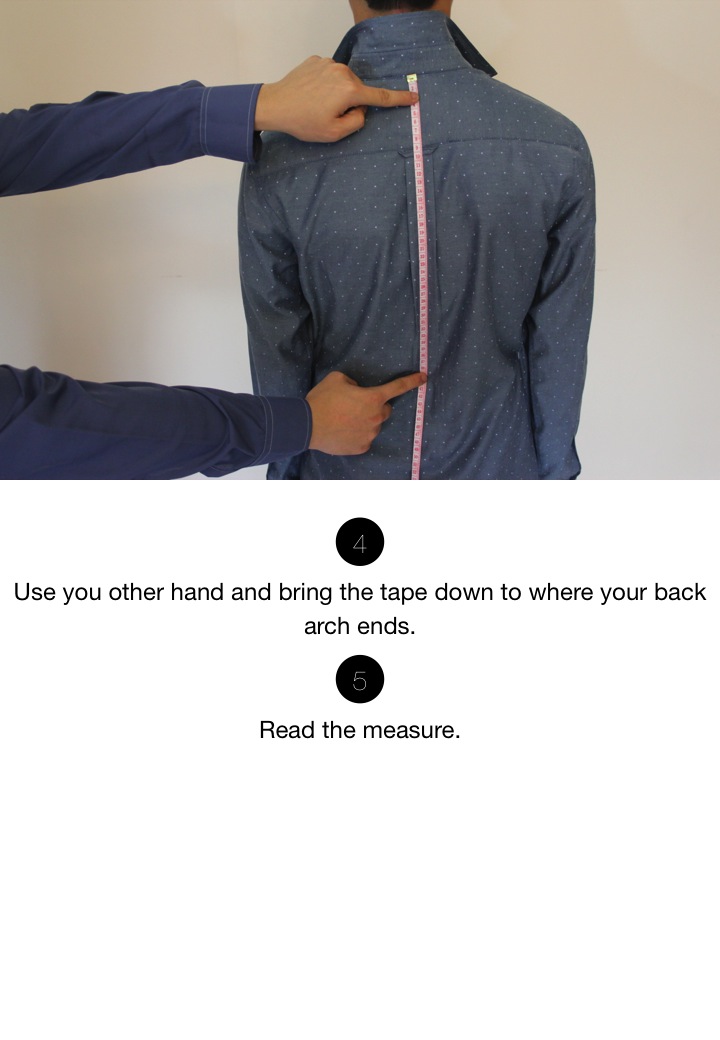 4
Use you other hand and bring the tape down to where your back
arch ends.
5
Read the measure.